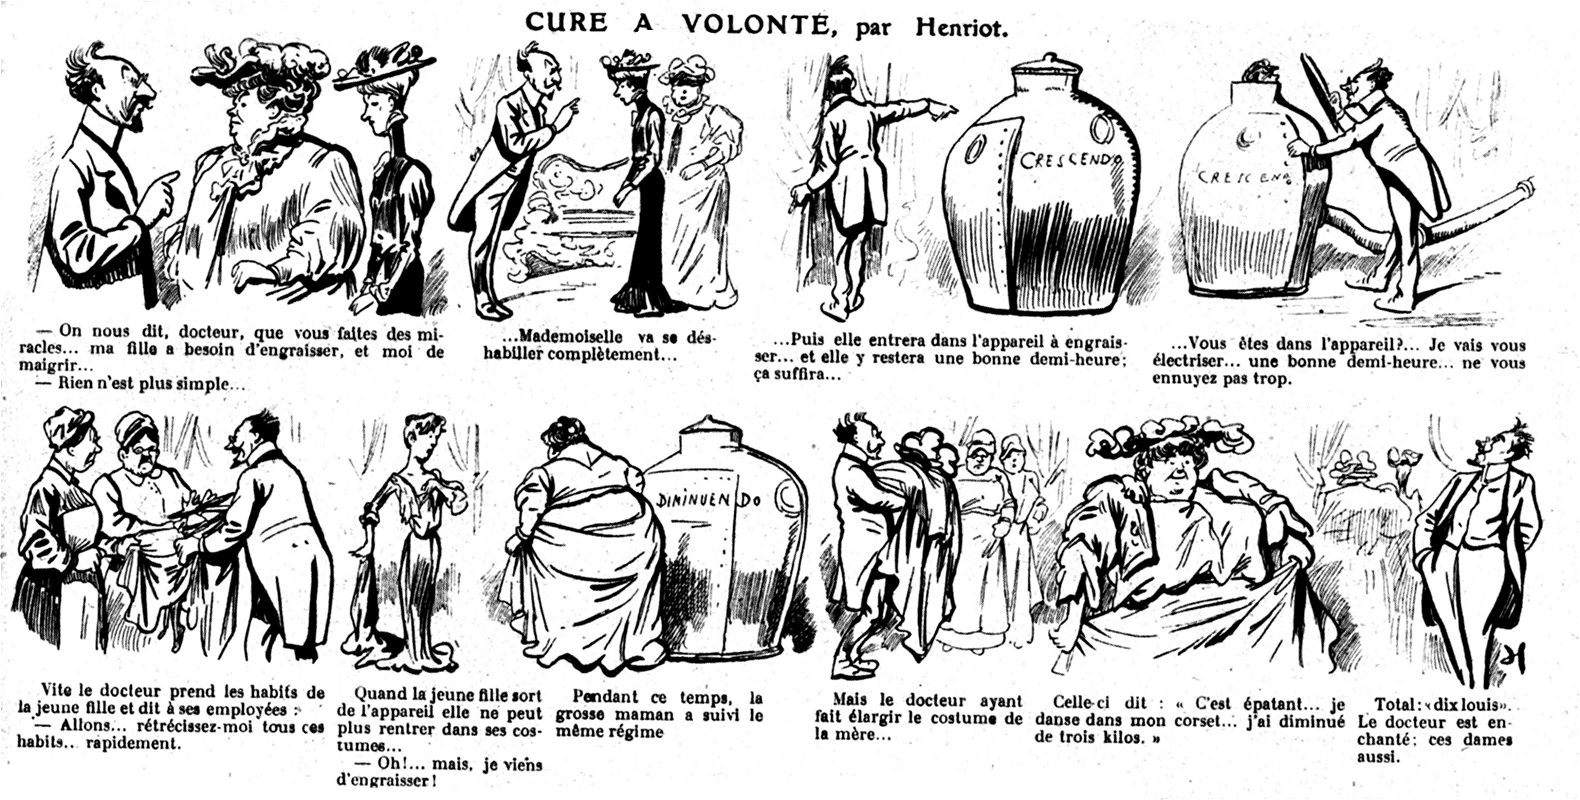 CURE A VOLONTÉ, par Henriot.
CRESCENDO
CRESCENDO
— On nous dit, docteur, que vous faites des mi-
racles... ma fille a besoin d'engraisser, et moi de
maigrir...
— Rien n'est plus simple...
...Mademoiselle va se dés-
habiller complètement...
...Puis elle entrera dans l'appareil à engrais-
ser... et elle y restera une bonne demi-heure;
ça suffira...
...Vous êtes dans l'appareil?... Je vais vous
électriser... une bonne demi-heure... ne vous
ennuyez pas trop.
DIMINUENDO
Vite le docteur prend les habits de
la jeune fille et dit à ses employées :
— Allons... rétrécissez-moi tous ces
habits.. rapidement.
Quand la jeune fille sort
de l'appareil elle ne peut
plus rentrer dans ses cos-
tumes...
— Oh!... mais, je viens
d'engraisser!
Pendant ce temps, la
grosse maman a suivi le
même régime
Mais le docteur ayant
fait élargir le costume de
la mère...
Celle-ci dit : « C'est épatant... je
danse dans mon corset... j'ai diminué
de trois kilos. »
H
Total: «dix louis».
Le docteur est en-
chanté; ces dames
aussi.